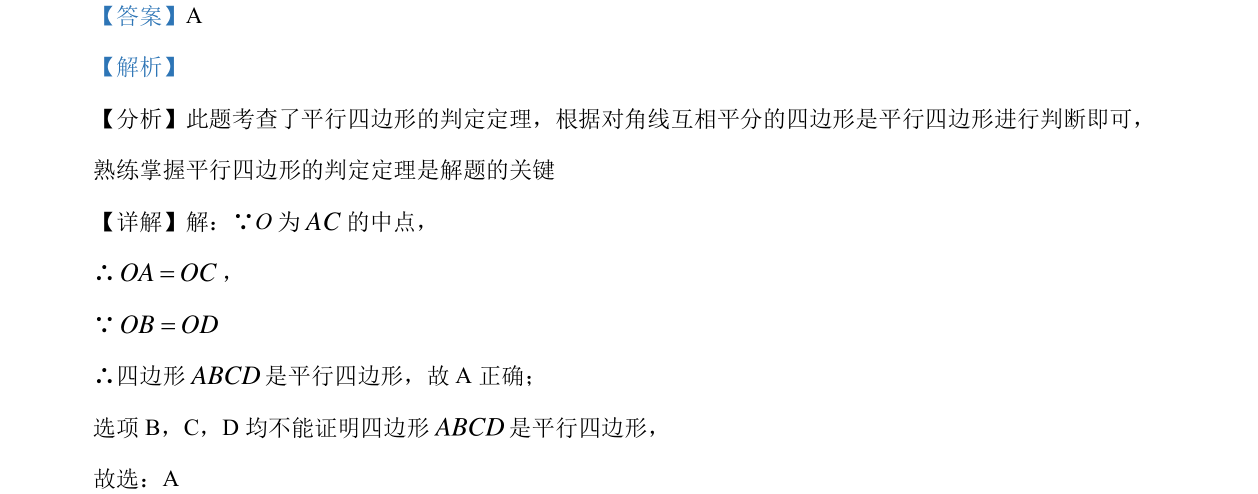 【答案】A
【解析】
【分析】此题考查了平行四边形的判定定理，根据对角线互相平分的四边形是平行四边形进行判断即可，
熟练掌握平行四边形的判定定理是解题的关键
【详解】解：∵O 为 AC 的中点，
∴ OA = OC ，
∵ OB = OD
∴四边形 ABCD 是平行四边形，故 A 正确；
选项 B，C，D 均不能证明四边形 ABCD 是平行四边形，
故选：A